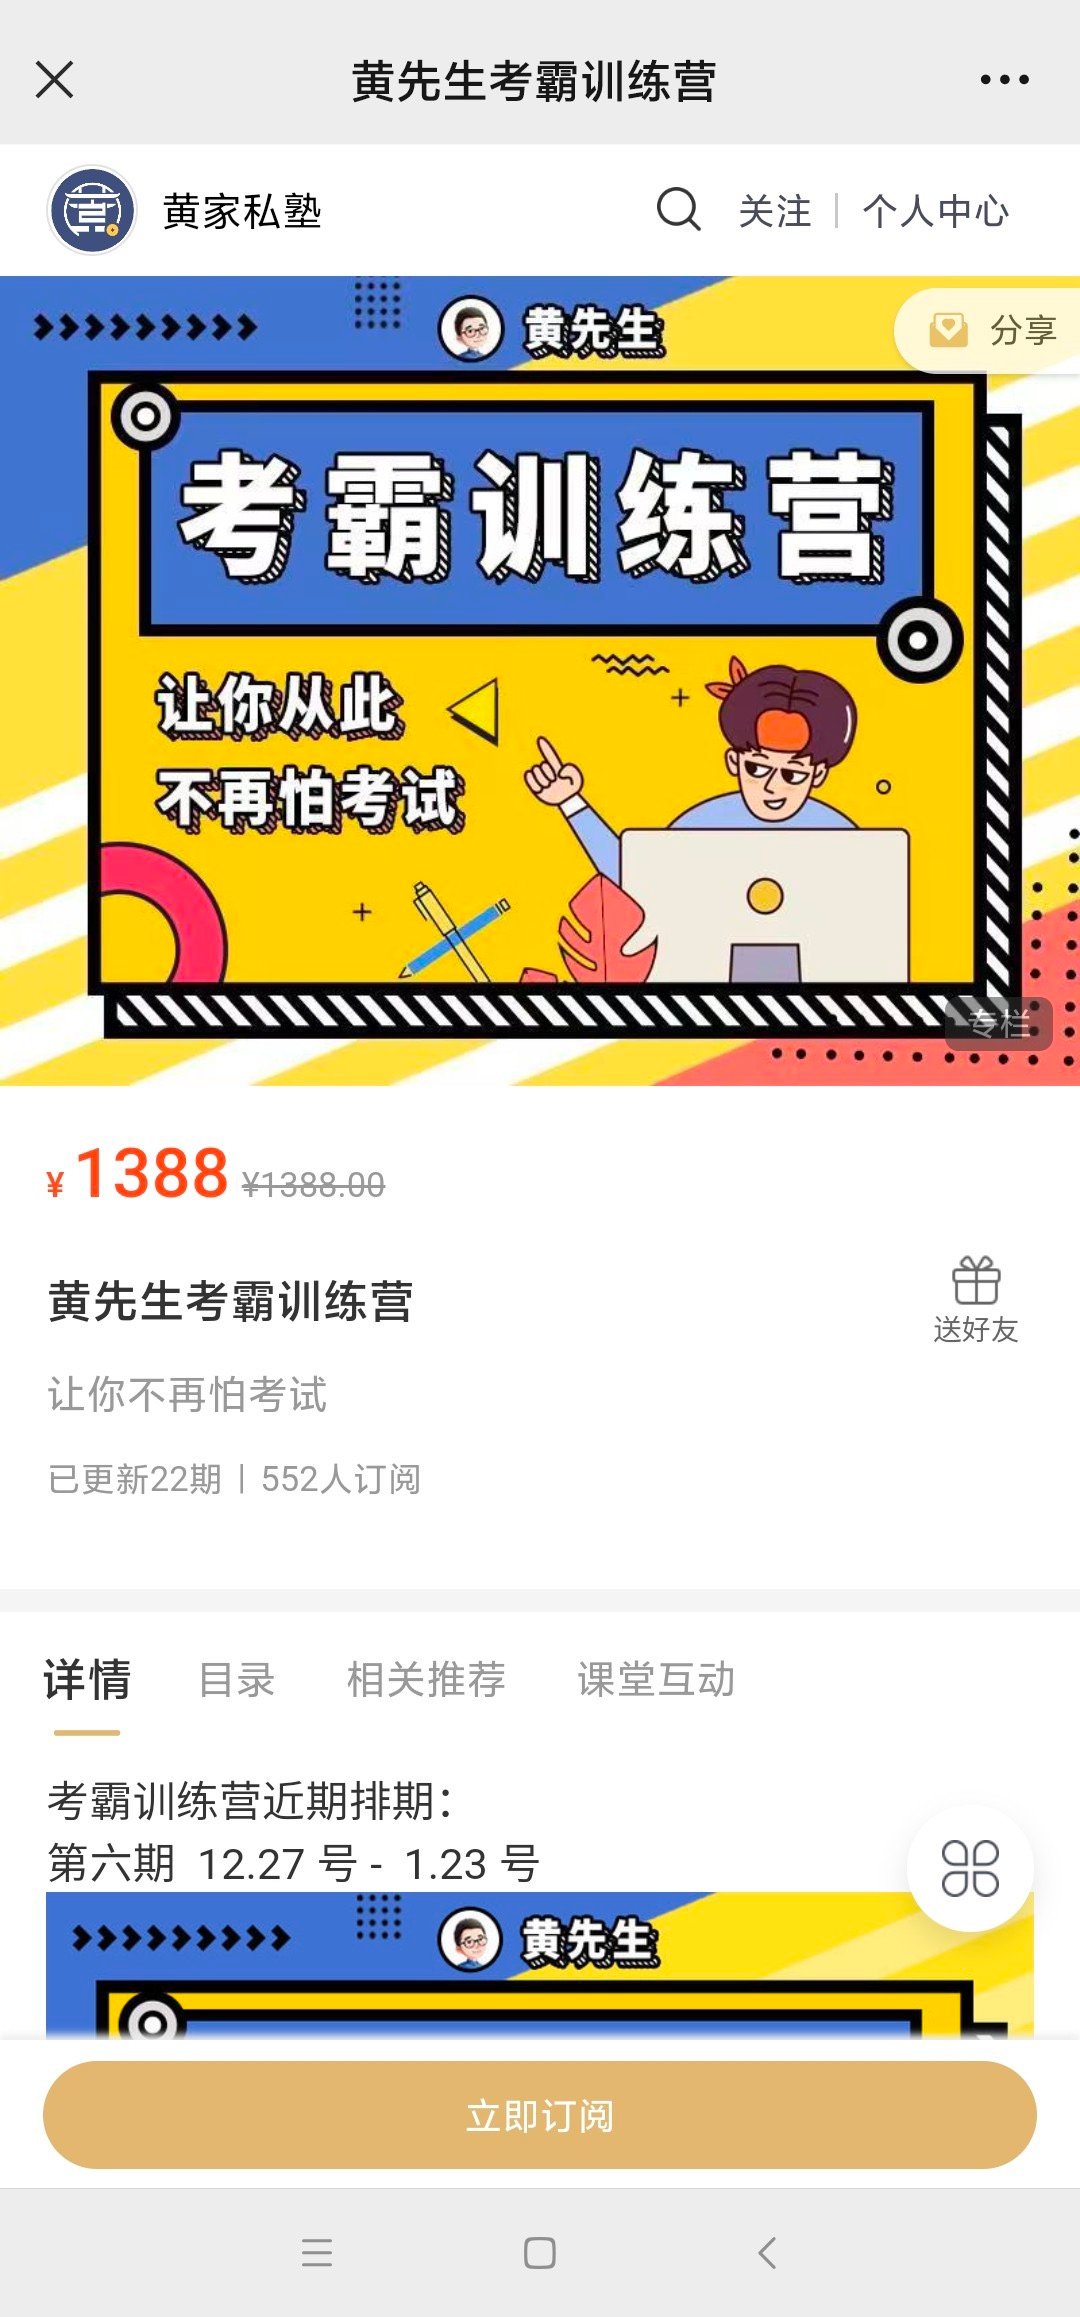 黄先生考霸训练营
黄家私塾
关注 | 个人中心
黄先生
分享
考霸训练营
让你从此
不再怕考试
专栏
¥1388 ¥1388.00
黄先生考霸训练营
送好友
让你不再怕考试
已更新22期 | 552人订阅
详情 目录 相关推荐 课堂互动
考霸训练营近期排期：
第六期 12.27 号 - 1.23 号
黄先生
立即订阅